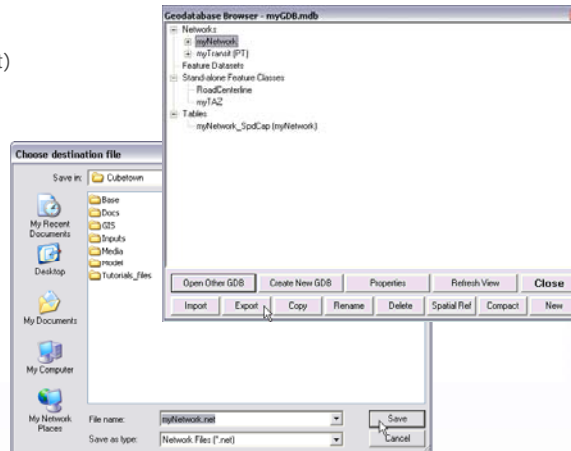 Geodatabase Browser - myGDB.mdb
Networks
myNetwork
myTransit (PT)
Feature Datasets
Stand-alone Feature Classes
RoadCenterline
myTAZ
Tables
myNetwork_SpdCap (myNetwork)
Open Other GDB Create New GDB Properties Refresh View Close
Import Export Copy Rename Delete Spatial Ref Compact New
Choose destination file
Save in: Cubetown
Base
Docs
GIS
Inputs
Media
model
Tutorials_files
My Recent
Documents
Desktop
My Documents
My Computer
My Network
Places
File name: myNetwork.net Save
Save as type: Network Files (*.net) Cancel